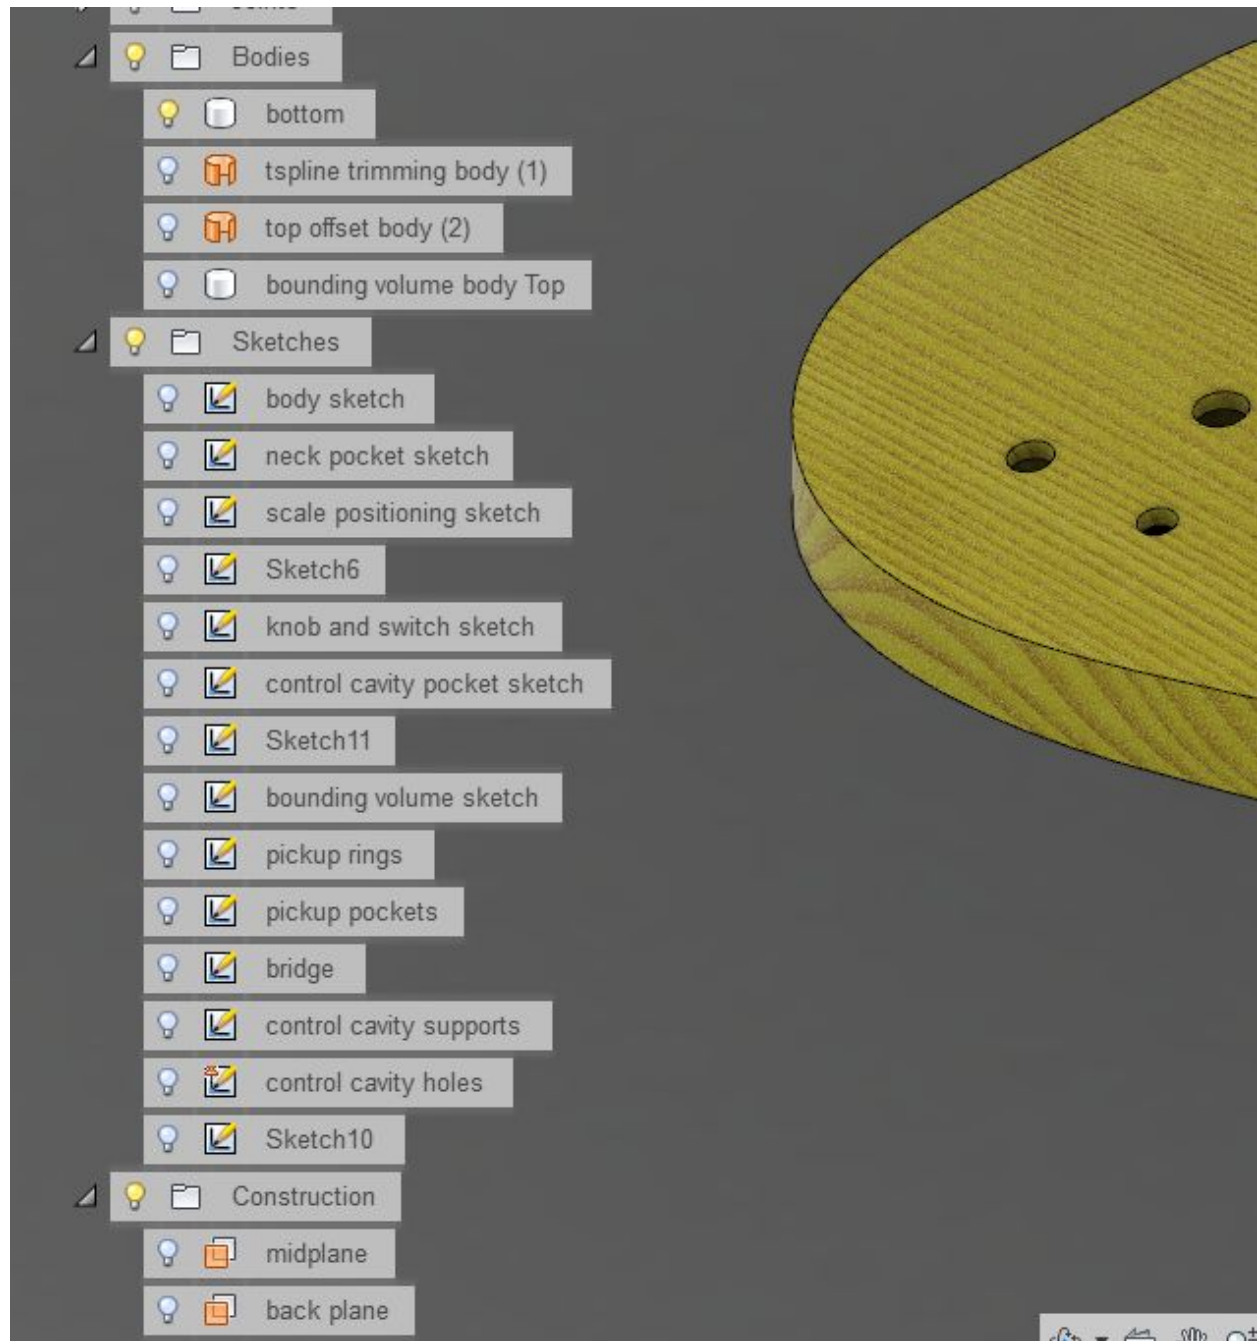 Joints
Bodies
bottom
tspline trimming body (1)
top offset body (2)
bounding volume body Top
Sketches
body sketch
neck pocket sketch
scale positioning sketch
Sketch6
knob and switch sketch
control cavity pocket sketch
Sketch11
bounding volume sketch
pickup rings
pickup pockets
bridge
control cavity supports
control cavity holes
Sketch10
Construction
midplane
back plane